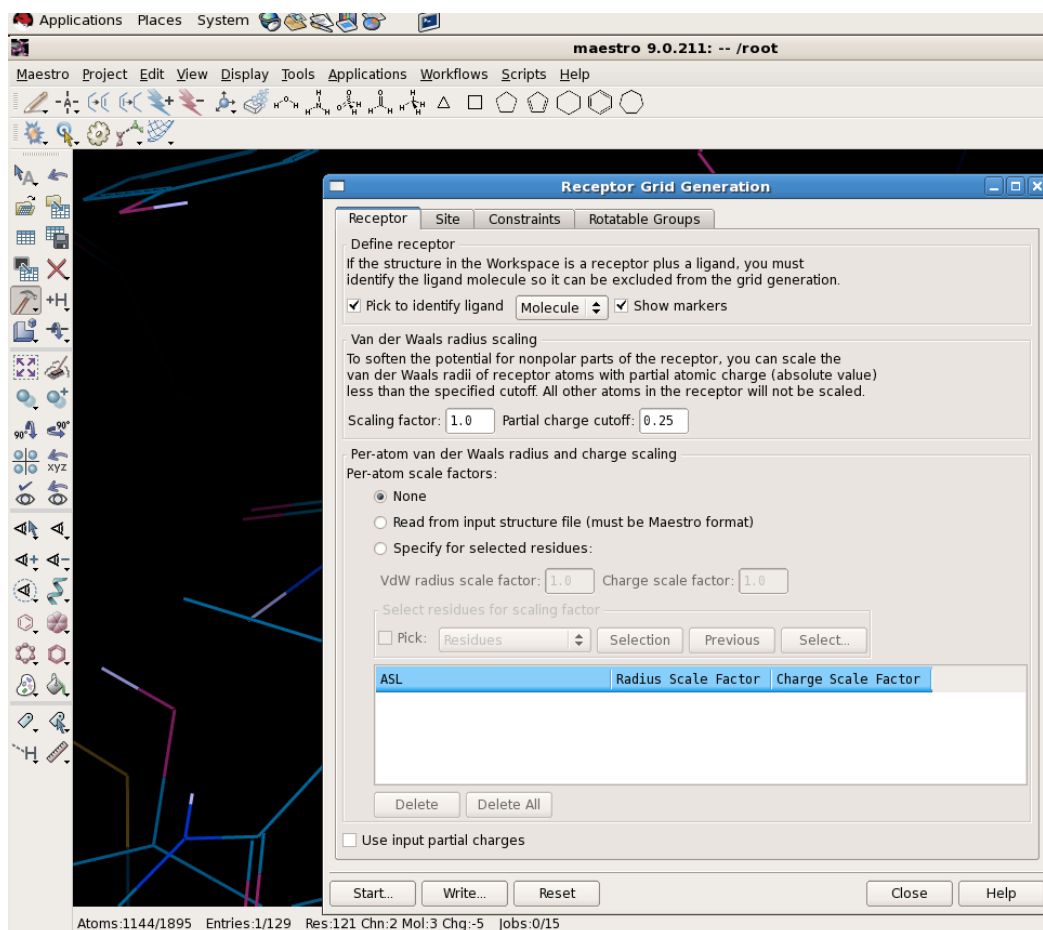 Applications Places System
maestro 9.0.211: -- /root
Maestro Project Edit View Display Tools Applications Workflows Scripts Help
Receptor Grid Generation
Receptor Site Constraints Rotatable Groups
Define receptor
If the structure in the Workspace is a receptor plus a ligand, you must
identify the ligand molecule so it can be excluded from the grid generation.
Pick to identify ligand Molecule Show markers
Van der Waals radius scaling
To soften the potential for nonpolar parts of the receptor, you can scale the
van der Waals radii of receptor atoms with partial atomic charge (absolute value)
less than the specified cutoff. All other atoms in the receptor will not be scaled.
Scaling factor: 1.0 Partial charge cutoff: 0.25
Per-atom van der Waals radius and charge scaling
Per-atom scale factors:
None
Read from input structure file (must be Maestro format)
Specify for selected residues:
VdW radius scale factor: 1.0 Charge scale factor: 1.0
Select residues for scaling factor
Pick: Residues Selection Previous Select...
ASL Radius Scale Factor Charge Scale Factor
Delete Delete All
Use input partial charges
Start... Write... Reset Close Help
+H
90° 90°
xyz
H
Atoms:1144/1895 Entries:1/129 Res:121 Chn:2 Mol:3 Chg:-5 Jobs:0/15